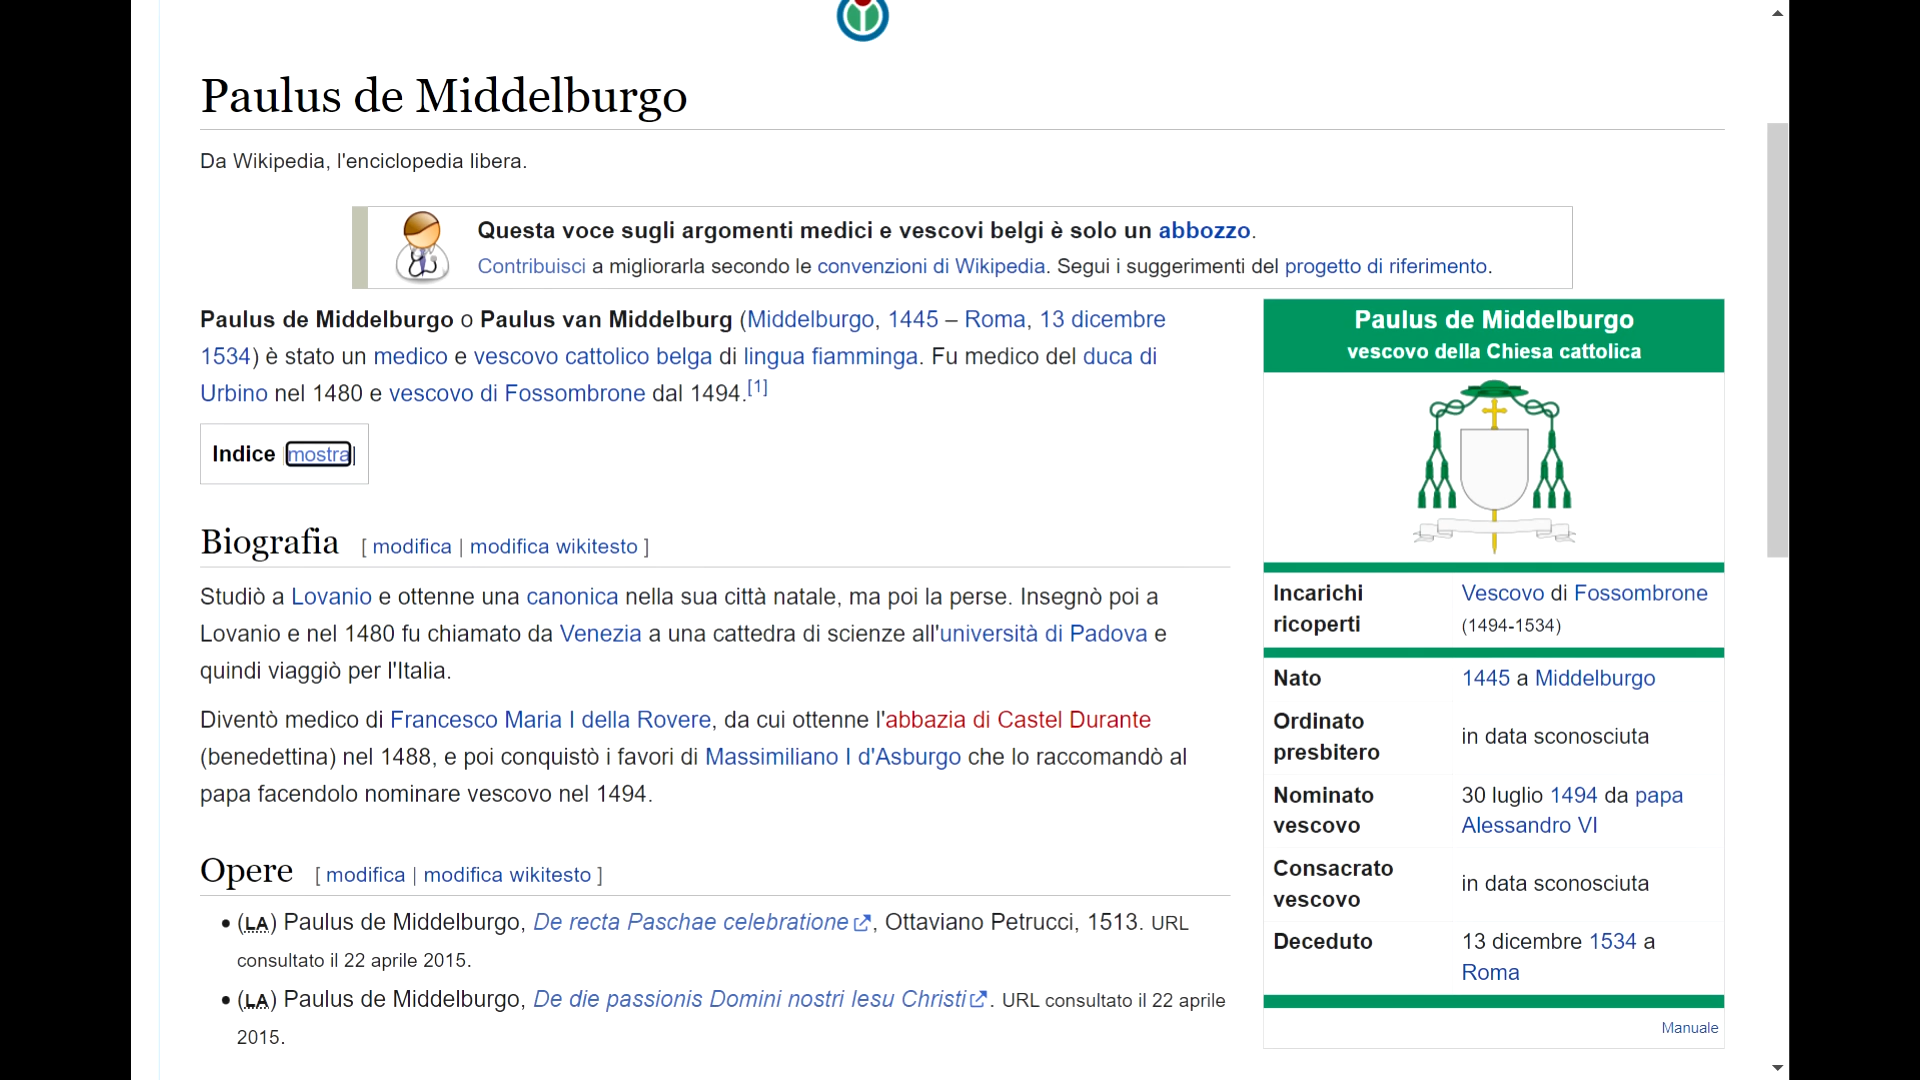 Paulus de Middelburgo
Da Wikipedia, l'enciclopedia libera.
Questa voce sugli argomenti medici e vescovi belgi è solo un abbozzo.
Contribuisci a migliorarla secondo le convenzioni di Wikipedia. Segui i suggerimenti del progetto di riferimento.
Paulus de Middelburgo o Paulus van Middelburg (Middelburgo, 1445 – Roma, 13 dicembre
1534) è stato un medico e vescovo cattolico belga di lingua fiamminga. Fu medico del duca di
Urbino nel 1480 e vescovo di Fossombrone dal 1494.[1]
Indice [mostra]
Biografia [ modifica | modifica wikitesto ]
Studiò a Lovanio e ottenne una canonica nella sua città natale, ma poi la perse. Insegnò poi a
Lovanio e nel 1480 fu chiamato da Venezia a una cattedra di scienze all'università di Padova e
quindi viaggiò per l'Italia.
Diventò medico di Francesco Maria I della Rovere, da cui ottenne l'abbazia di Castel Durante
(benedettina) nel 1488, e poi conquistò i favori di Massimiliano I d'Asburgo che lo raccomandò al
papa facendolo nominare vescovo nel 1494.
Opere [ modifica | modifica wikitesto ]
• (LA) Paulus de Middelburgo, De recta Paschae celebratione, Ottaviano Petrucci, 1513. URL
consultato il 22 aprile 2015.
• (LA) Paulus de Middelburgo, De die passionis Domini nostri Iesu Christi. URL consultato il 22 aprile
2015.
Paulus de Middelburgo
vescovo della Chiesa cattolica
Incarichi ricoperti Vescovo di Fossombrone
(1494-1534)
Nato 1445 a Middelburgo
Ordinato presbitero in data sconosciuta
Nominato vescovo 30 luglio 1494 da papa
Alessandro VI
Consacrato vescovo in data sconosciuta
Deceduto 13 dicembre 1534 a
Roma
Manuale